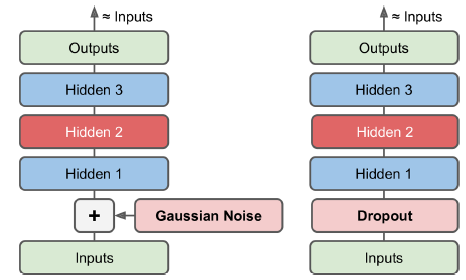 ≈ Inputs
Outputs
Hidden 3
Hidden 2
Hidden 1
+
Gaussian Noise
Inputs
≈ Inputs
Outputs
Hidden 3
Hidden 2
Hidden 1
Dropout
Inputs